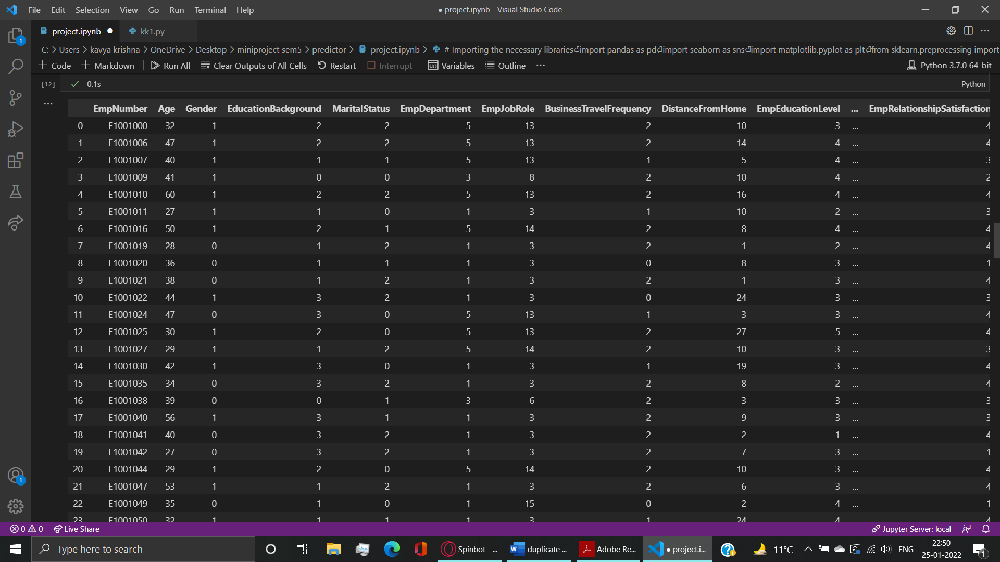 File Edit Selection View Go Run Terminal Help ● project.ipynb - Visual Studio Code
project.ipynb ● kk1.py
C: > Users > kavya krishna > OneDrive > Desktop > miniproject sem5 > predictor > project.ipynb > # Importing the necessary libraries⏎import pandas as pd⏎import seaborn as sns⏎import matplotlib.pyplot as plt⏎from sklearn.preprocessing import
+ Code + Markdown Run All Clear Outputs of All Cells Restart Interrupt Variables Outline ... Python 3.7.0 64-bit
[12] ✓ 0.1s Python
...
EmpNumber Age Gender EducationBackground MaritalStatus EmpDepartment EmpJobRole BusinessTravelFrequency DistanceFromHome EmpEducationLevel ... EmpRelationshipSatisfaction
0 E1001000 32 1 2 2 5 13 2 10 3 ... 4
1 E1001006 47 1 2 2 5 13 2 14 4 ... 4
2 E1001007 40 1 1 1 5 13 1 5 4 ... 3
3 E1001009 41 1 0 0 3 8 2 10 4 ... 2
4 E1001010 60 1 2 2 5 13 2 16 4 ... 4
5 E1001011 27 1 1 0 1 3 1 10 2 ... 3
6 E1001016 50 1 2 1 5 14 2 8 4 ... 4
7 E1001019 28 0 1 2 1 3 2 1 2 ... 4
8 E1001020 36 0 1 1 1 3 0 8 3 ... 1
9 E1001021 38 0 1 2 1 3 2 1 3 ... 4
10 E1001022 44 1 3 2 1 3 0 24 3 ... 3
11 E1001024 47 0 3 0 5 13 1 3 3 ... 4
12 E1001025 30 1 2 0 5 13 2 27 5 ... 4
13 E1001027 29 1 1 2 5 14 2 10 3 ... 3
14 E1001030 42 1 3 0 1 3 1 19 3 ... 4
15 E1001035 34 0 3 2 1 3 2 8 2 ... 4
16 E1001038 39 0 0 1 3 6 2 3 3 ... 3
17 E1001040 56 1 3 1 1 3 2 9 3 ... 3
18 E1001041 40 0 3 2 1 3 2 2 1 ... 4
19 E1001042 27 0 3 2 1 3 2 7 3 ... 1
20 E1001044 29 1 2 0 5 14 2 10 3 ... 4
21 E1001047 53 1 1 2 1 3 2 6 3 ... 4
22 E1001049 35 0 1 0 1 15 0 2 4 ... 1
23 E1001050 32 1 1 1 1 3 1 24 4 4
0 0 Live Share Jupyter Server: local
Type here to search Spinbot - ... duplicate ... Adobe Re... ● project.i... 11°C ENG 22:50
25-01-2022 1